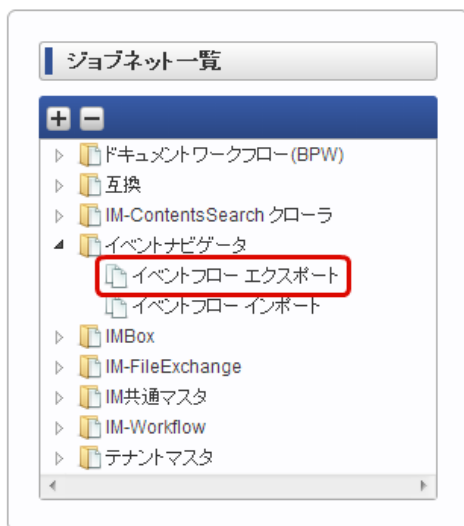 ジョブネット一覧
ドキュメントワークフロー(BPW)
互換
IM-ContentsSearch クローラ
イベントナビゲータ
イベントフロー エクスポート
イベントフロー インポート
IMBox
IM-FileExchange
IM共通マスタ
IM-Workflow
テナントマスタ